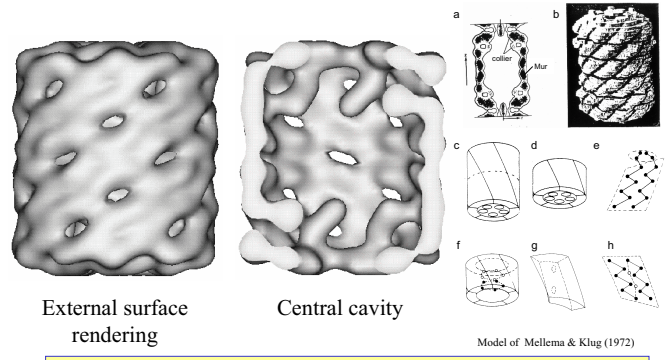 External surface
rendering
Central cavity
a
b
collier
Mur
c
d
e
f
g
h
Model of Mellema & Klug (1972)